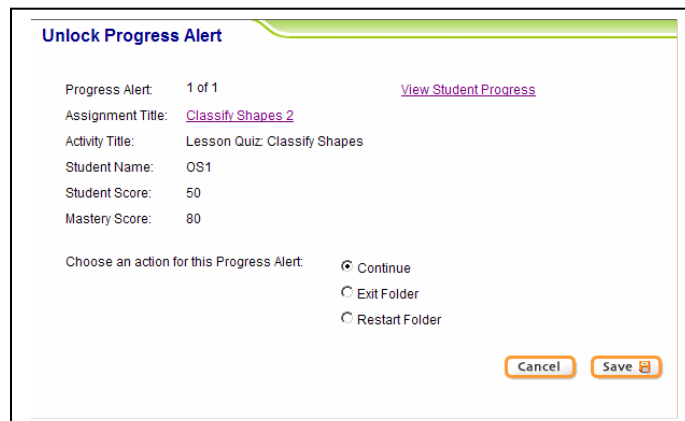 Unlock Progress Alert
Progress Alert: 1 of 1 View Student Progress
Assignment Title: Classify Shapes 2
Activity Title: Lesson Quiz: Classify Shapes
Student Name: OS1
Student Score: 50
Mastery Score: 80
Choose an action for this Progress Alert: Continue
Exit Folder
Restart Folder
Cancel Save